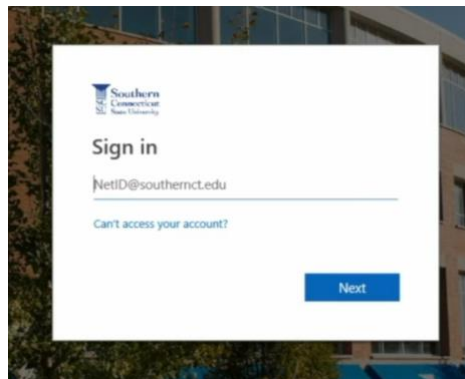 Southern
Connecticut
State University
Sign in
NetID@southernct.edu
Can't access your account?
Next